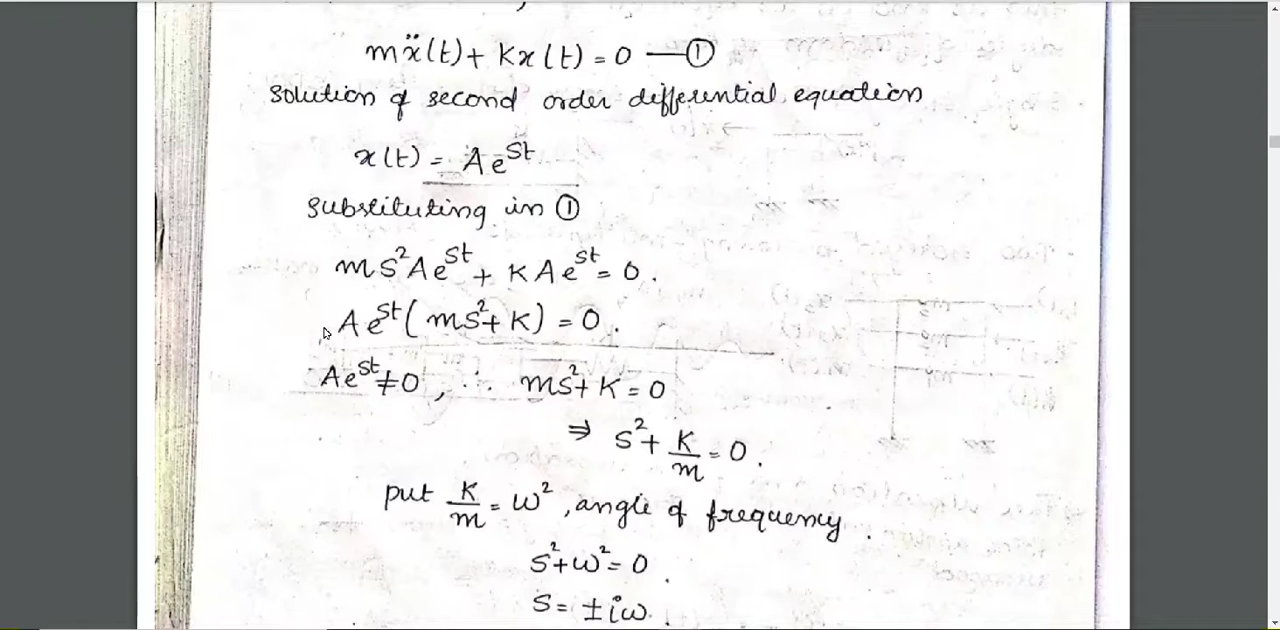 mẍ(t) + Kx(t) = 0 — ①
solution of second order differential equation
x(t) = Ae^St
substituting in ①
mS²Ae^St + KAe^St = 0.
Ae^St (mS² + K) = 0.
Ae^St ≠ 0, ∴ mS² + K = 0
⇒ S² + K/m = 0.
put K/m = ω², angle of frequency.
S² + ω² = 0.
S = ± iω